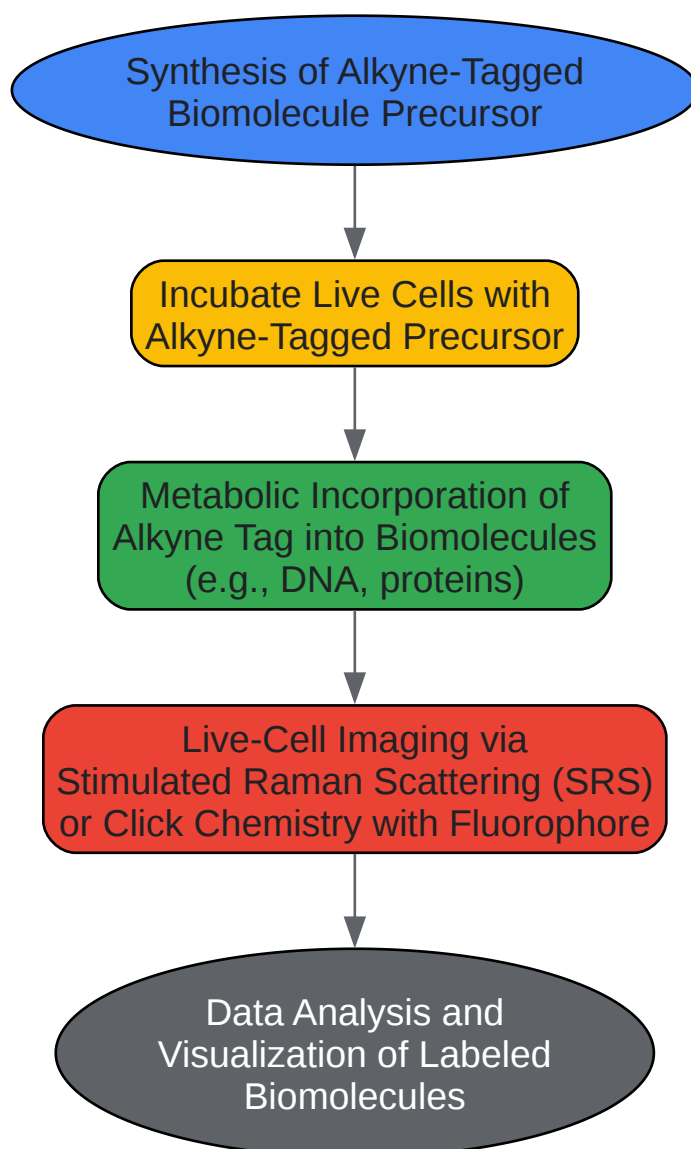 Synthesis of Alkyne-Tagged
Biomolecule Precursor
Incubate Live Cells with
Alkyne-Tagged Precursor
Metabolic Incorporation of
Alkyne Tag into Biomolecules
(e.g., DNA, proteins)
Live-Cell Imaging via
Stimulated Raman Scattering (SRS)
or Click Chemistry with Fluorophore
Data Analysis and
Visualization of Labeled
Biomolecules